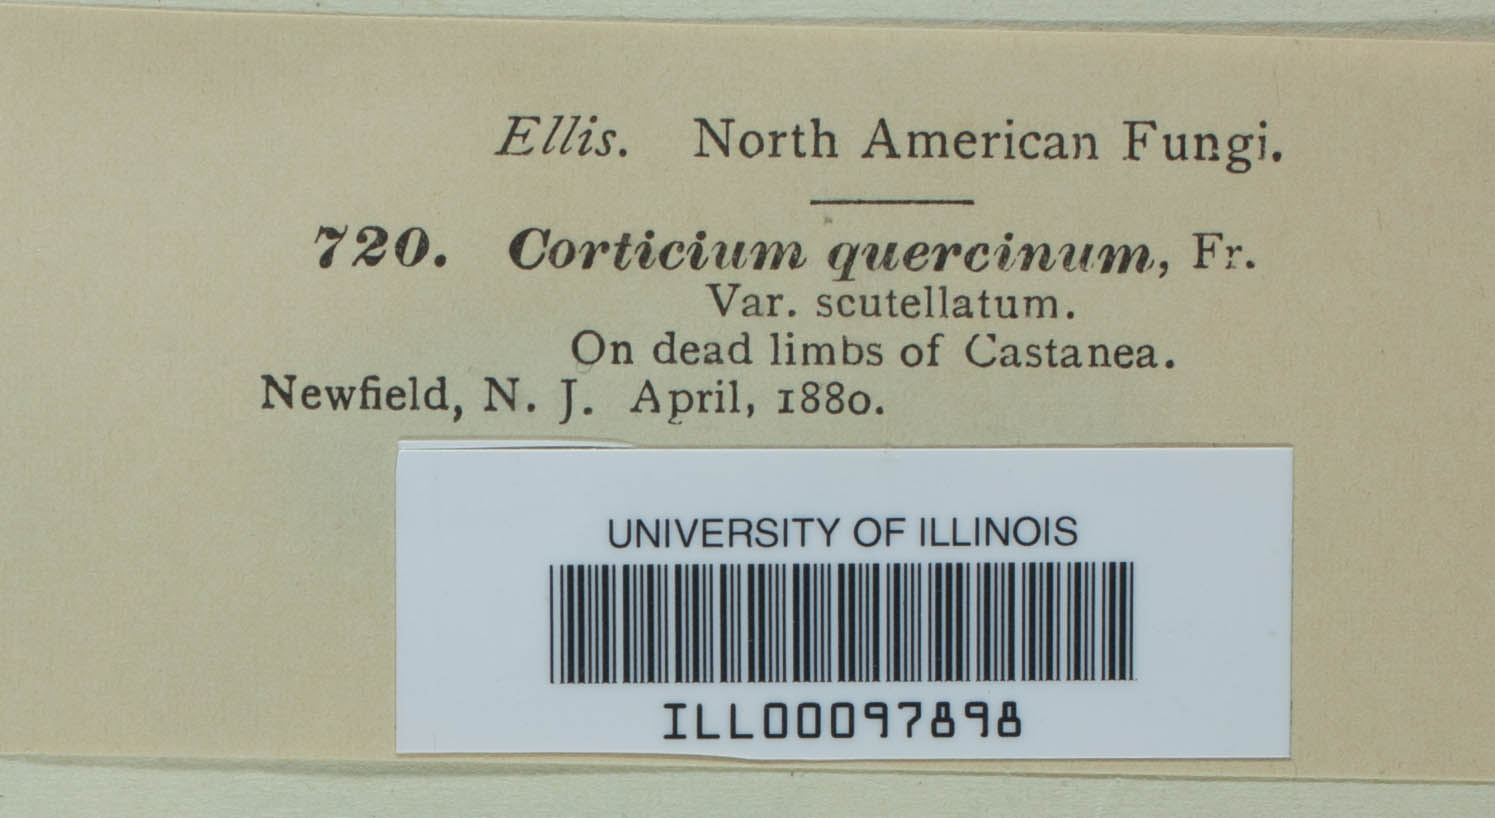 Ellis. North American Fungi.
720. Corticium quercinum, Fr.
Var. scutellatum.
On dead limbs of Castanea.
Newfield, N. J. April, 1880.
UNIVERSITY OF ILLINOIS
ILL00097898